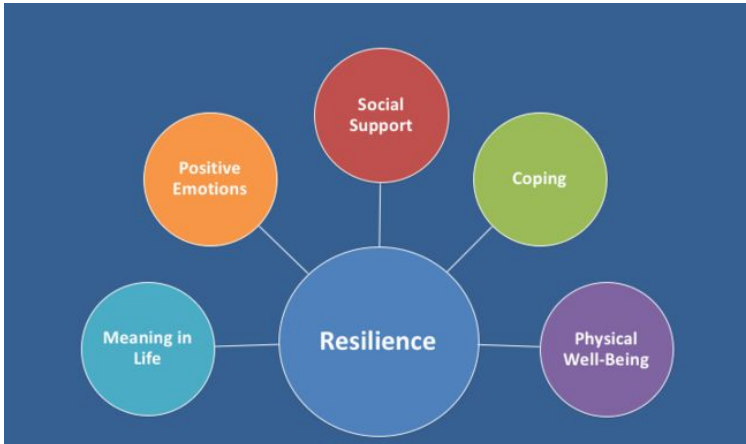 Social
Support
Positive
Emotions
Coping
Meaning in
Life
Resilience
Physical
Well-Being